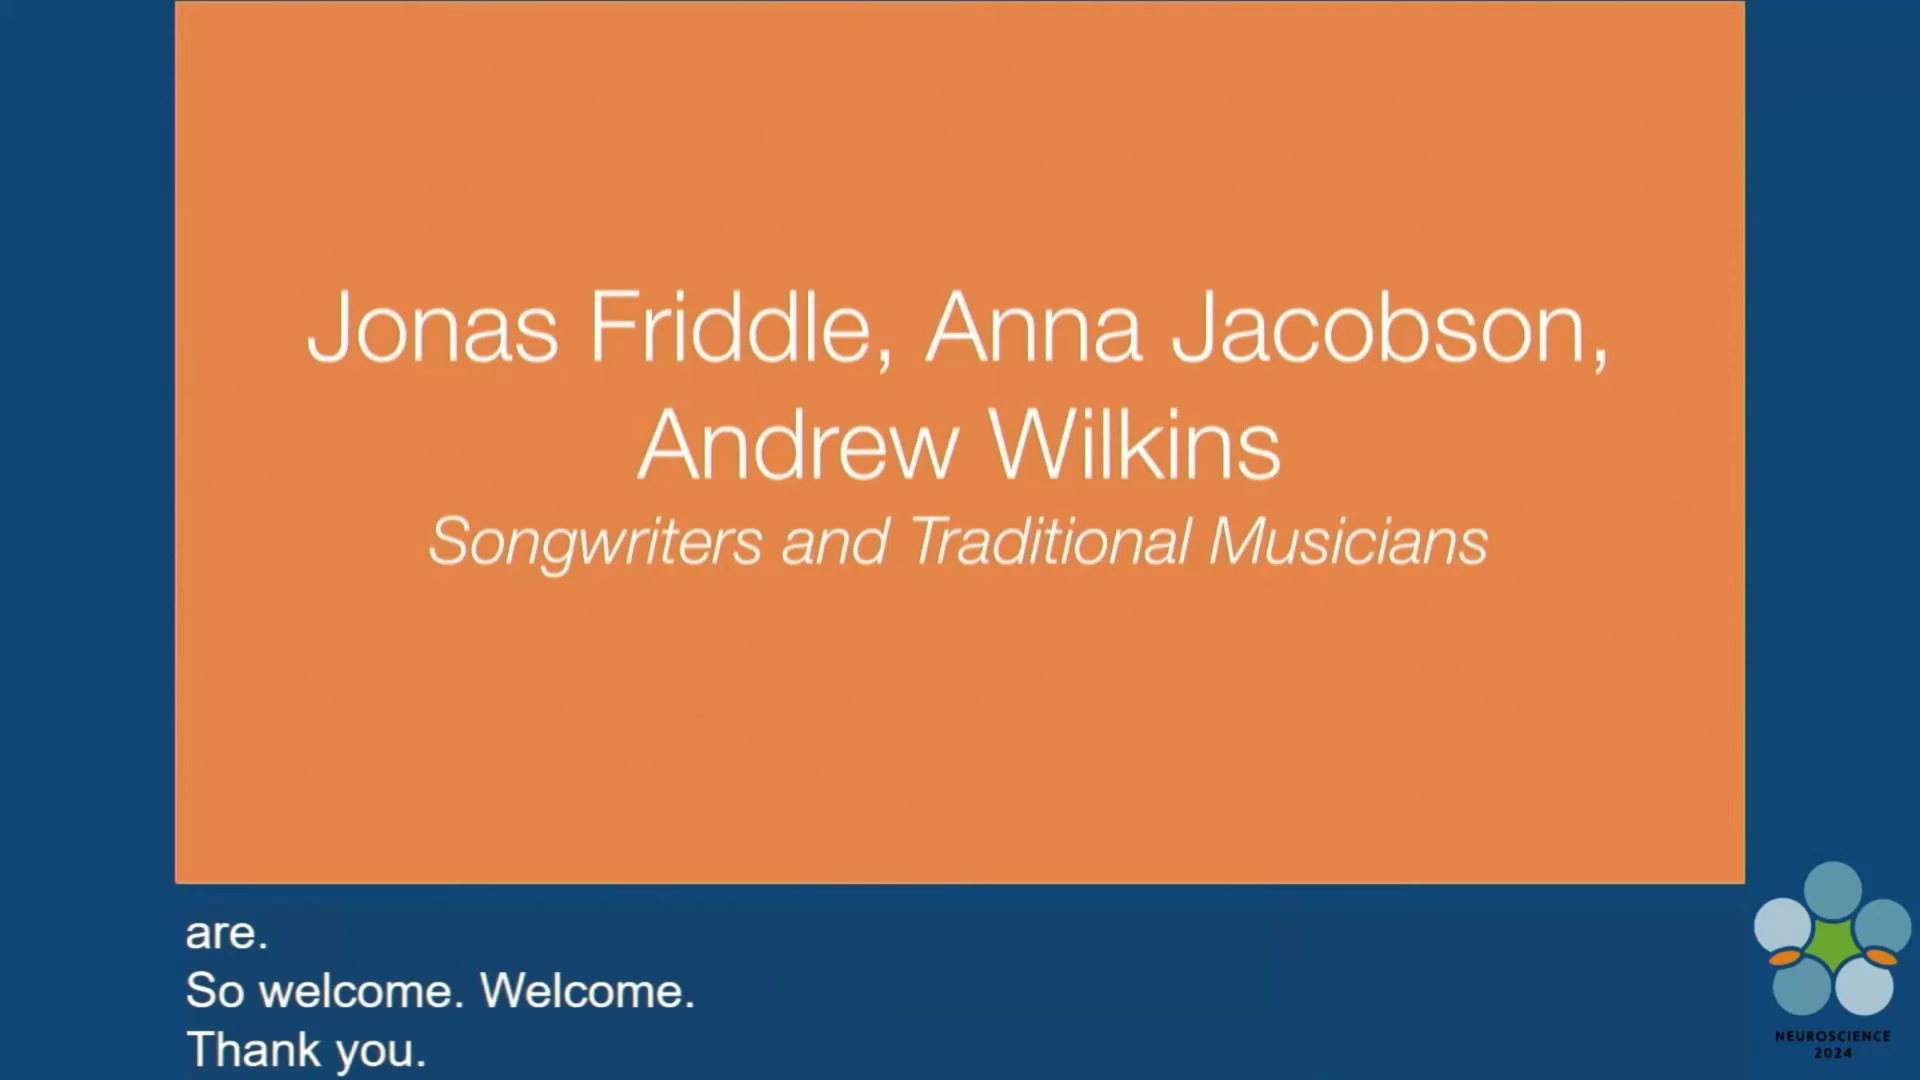 Jonas Friddle, Anna Jacobson,
Andrew Wilkins
Songwriters and Traditional Musicians
are.
So welcome. Welcome.
Thank you.
NEUROSCIENCE
2024